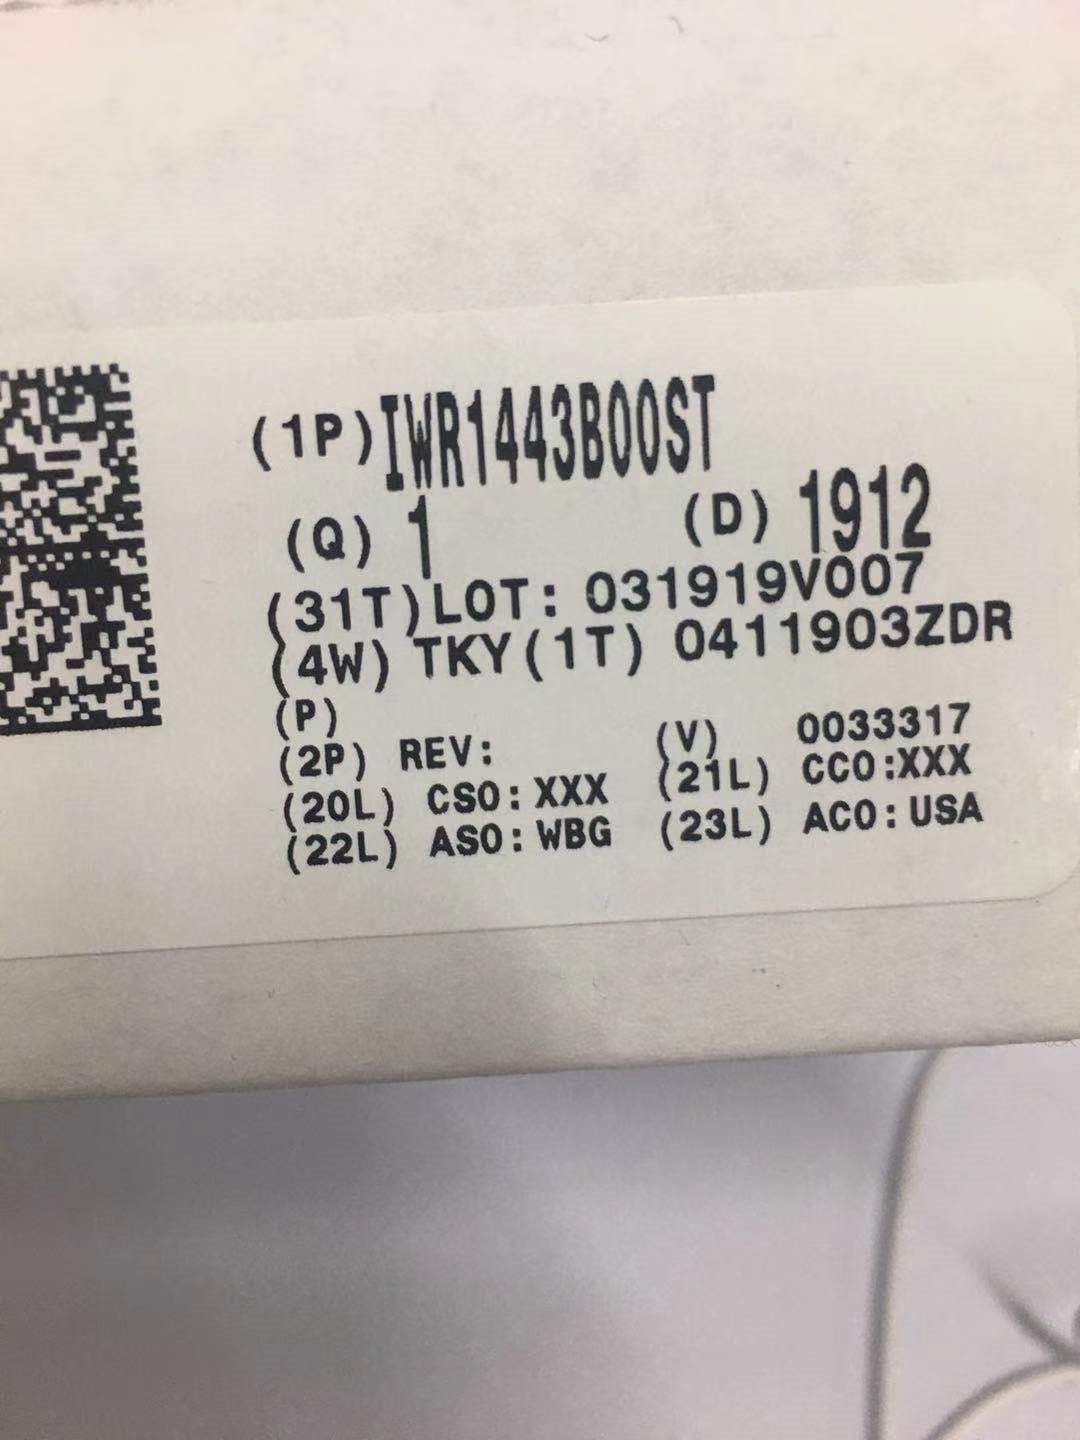 (1P)IWR1443BOOST
(Q) 1 (D) 1912
(31T)LOT: 031919V007
(4W) TKY(1T) 0411903ZDR
(P)
(2P) REV: (V) 0033317
(20L) CSO: XXX (21L) CCO:XXX
(22L) ASO: WBG (23L) ACO: USA